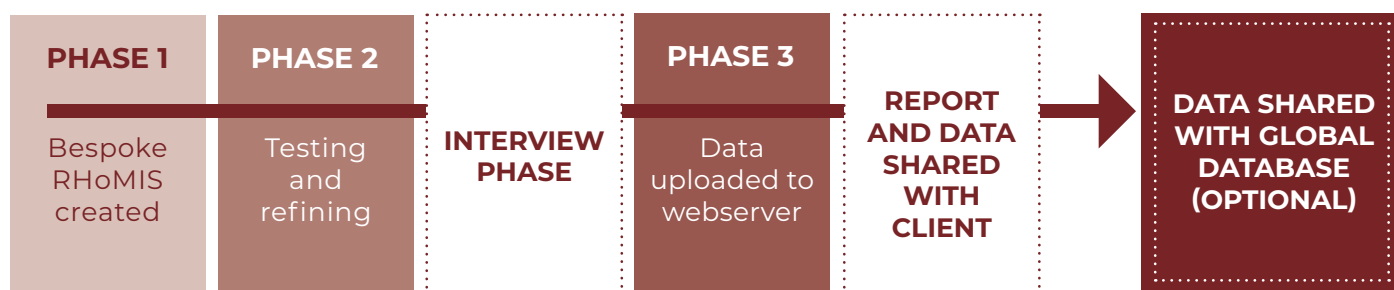 PHASE 1
Bespoke
RHoMIS
created
PHASE 2
Testing
and
refining
INTERVIEW
PHASE
PHASE 3
Data
uploaded to
webserver
REPORT
AND DATA
SHARED
WITH
CLIENT
DATA SHARED
WITH GLOBAL
DATABASE
(OPTIONAL)